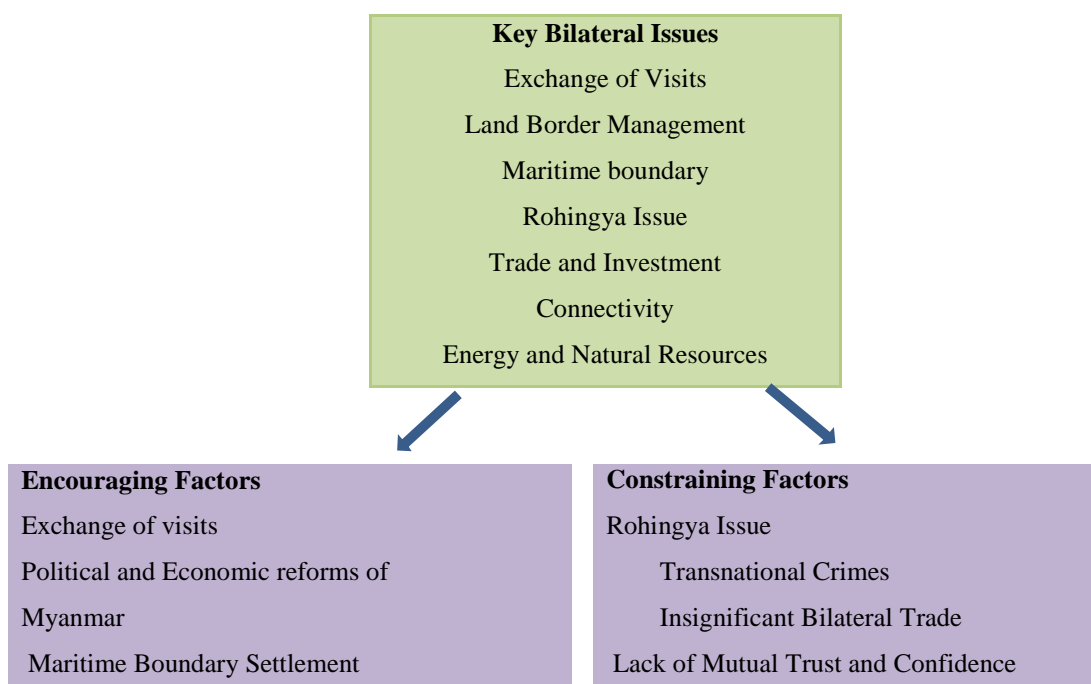 Key Bilateral Issues
Exchange of Visits
Land Border Management
Maritime boundary
Rohingya Issue
Trade and Investment
Connectivity
Energy and Natural Resources
Encouraging Factors
Exchange of visits
Political and Economic reforms of
Myanmar
Maritime Boundary Settlement
Constraining Factors
Rohingya Issue
Transnational Crimes
Insignificant Bilateral Trade
Lack of Mutual Trust and Confidence